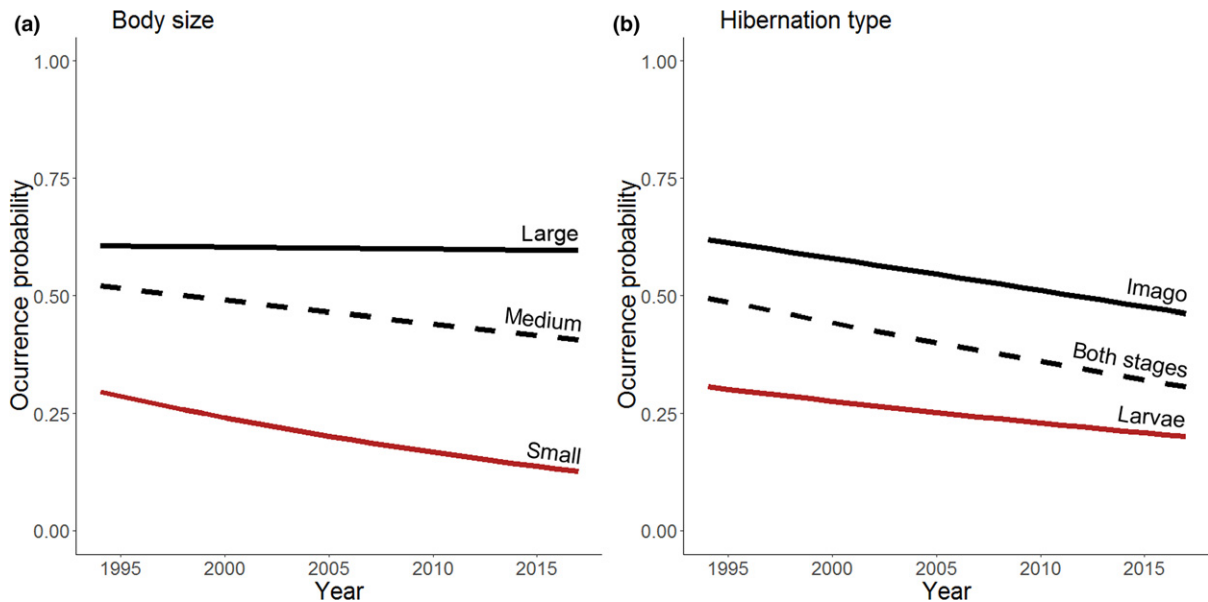 (a) Body size
1.00
0.75
0.50
0.25
0.00
Ocurrence probability
Large
Medium
Small
1995 2000 2005 2010 2015
Year
(b) Hibernation type
1.00
0.75
0.50
0.25
0.00
Ocurrence probability
Imago
Both stages
Larvae
1995 2000 2005 2010 2015
Year